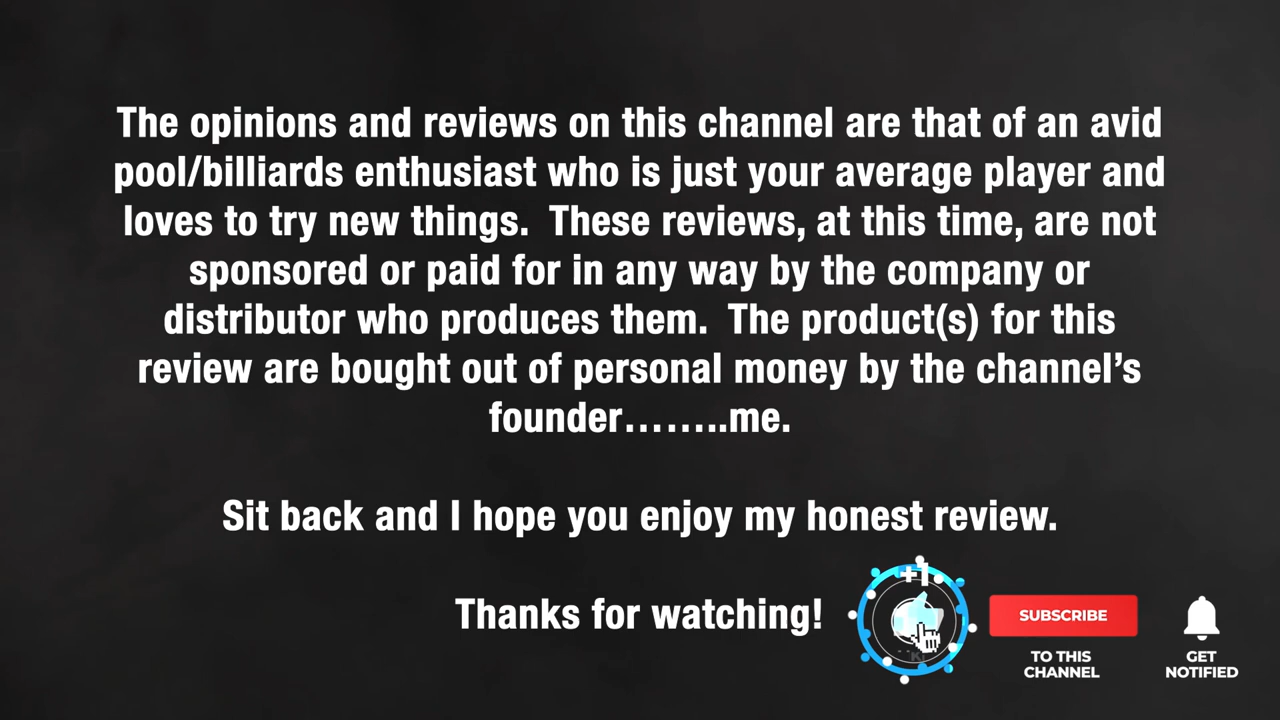 The opinions and reviews on this channel are that of an avid
pool/billiards enthusiast who is just your average player and
loves to try new things.  These reviews, at this time, are not
sponsored or paid for in any way by the company or
distributor who produces them.  The product(s) for this
review are bought out of personal money by the channel’s
founder……..me.
Sit back and I hope you enjoy my honest review.
Thanks for watching!
+1
SUBSCRIBE
TO THIS
CHANNEL
GET
NOTIFIED